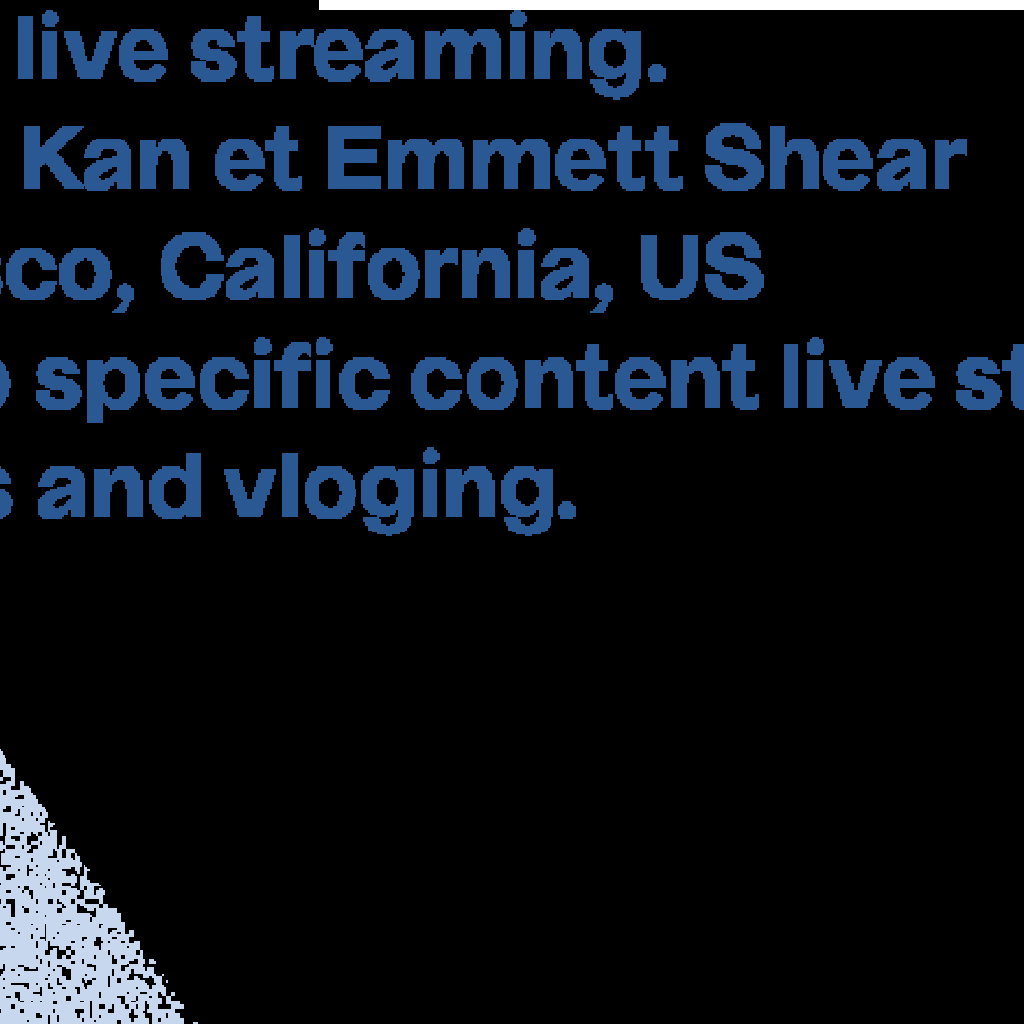 live streaming.
Kan et Emmett Shear
sco, California, US
specific content live st
s and vloging.